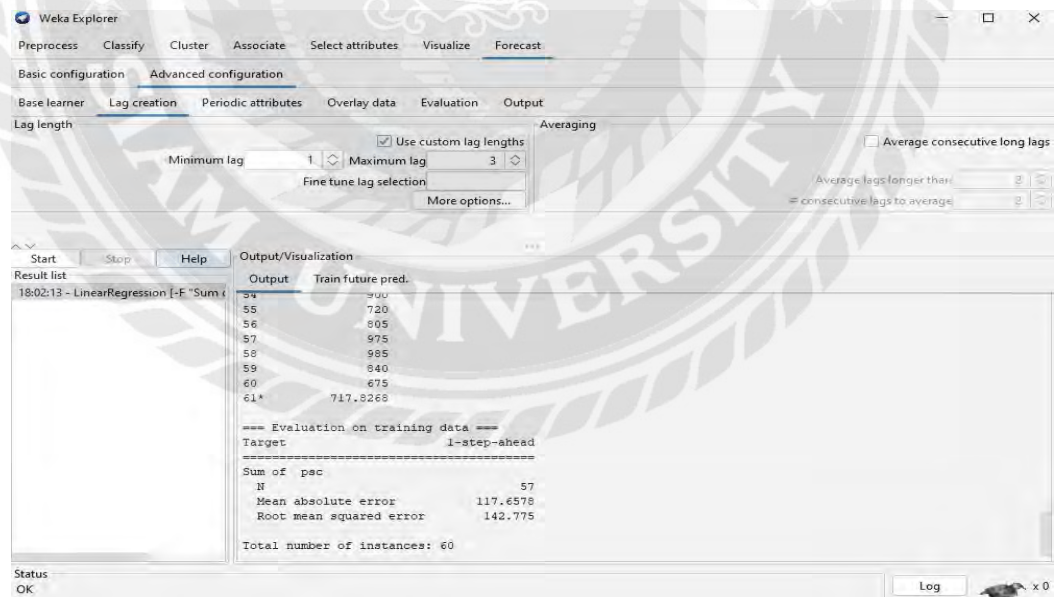 Weka Explorer
Preprocess Classify Cluster Associate Select attributes Visualize Forecast
Basic configuration Advanced configuration
Base learner Lag creation Periodic attributes Overlay data Evaluation Output
Lag length
Use custom lag lengths
Minimum lag 1 Maximum lag 3
Fine tune lag selection
More options...
Averaging
Average consecutive long lags
Average lags longer than 2
# consecutive lags to average 2
Start Stop Help
Result list
18:02:13 - LinearRegression [-F "Sum
Output/Visualization
Output Train future pred.
54 900
55 720
56 805
57 975
58 985
59 840
60 675
61* 717.8268
=== Evaluation on training data ===
Target 1-step-ahead
=======================================
Sum of psc
N 57
Mean absolute error 117.6578
Root mean squared error 142.775
Total number of instances: 60
Status
OK
Log x 0
SIAM UNIVERSITY